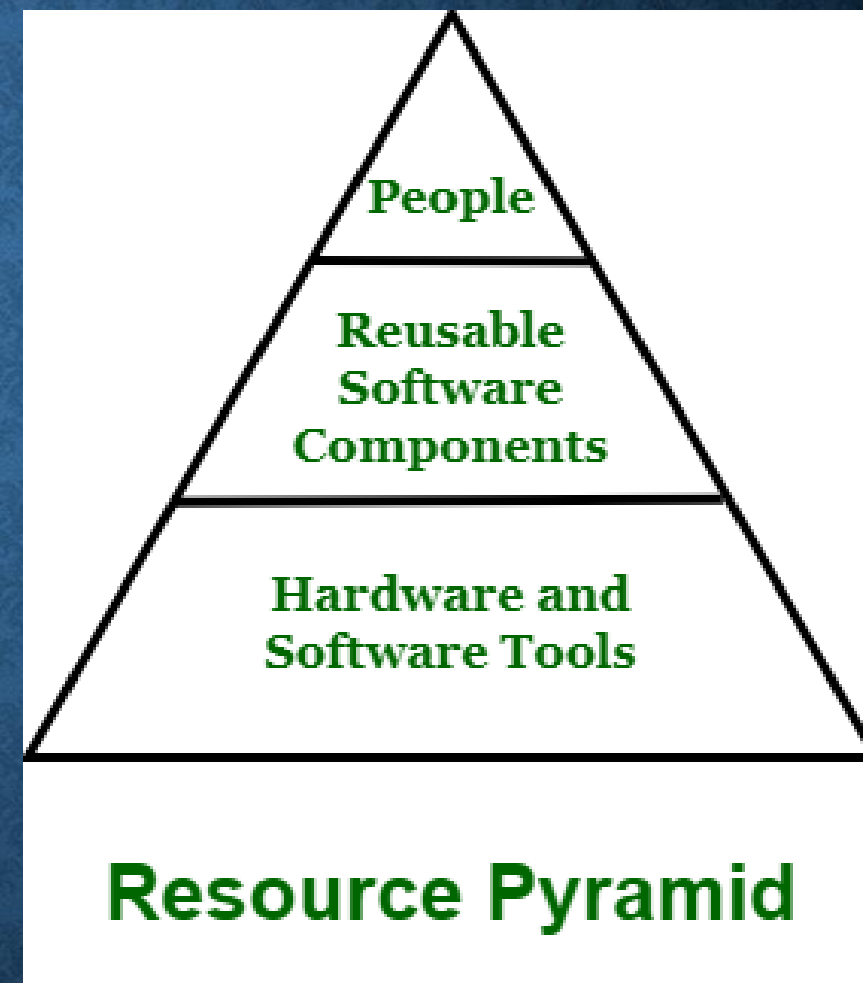 People
Reusable
Software
Components
Hardware and
Software Tools
Resource Pyramid